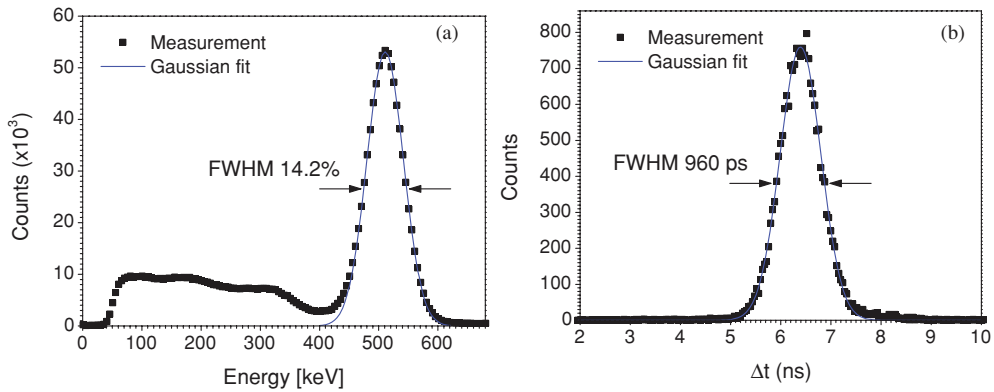 (a)
Measurement
Gaussian fit
FWHM 14.2%
Counts (x10³)
60
50
40
30
20
10
0
0 100 200 300 400 500 600
Energy [keV]
(b)
Measurement
Gaussian fit
FWHM 960 ps
Counts
800
700
600
500
400
300
200
100
0
2 3 4 5 6 7 8 9 10
Δt (ns)